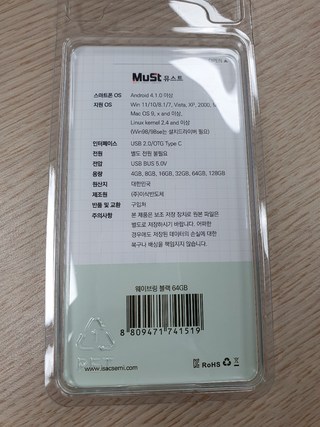 MuSt 뮤스트
스마트폰 OS Android 4.1.0 이상
지원 OS Win 11/10/8.1/7, Vista, XP, 2000,
Mac OS 9, x and 이상,
Linux kernel 2.4 and 이상
(Win98/98se는 설치드라이버 필요)
인터페이스 USB 2.0/OTG Type C
전원 별도 전원 불필요
전압 USB BUS 5.0V
용량 4GB, 8GB, 16GB, 32GB, 64GB, 128GB
원산지 대한민국
제조원 (주)이삭반도체
반품 및 교환 구입처
주의사항 본 제품은 보조 저장 장치로 원본 파일은
별도로 저장하시기 바랍니다. 어떠한
경우에도 저장된 데이터의 손실에 대한
복구나 배상을 책임지지 않습니다.
웨이브링 블랙 64GB
8 809471 741519
www.isacsemi.com
RoHS